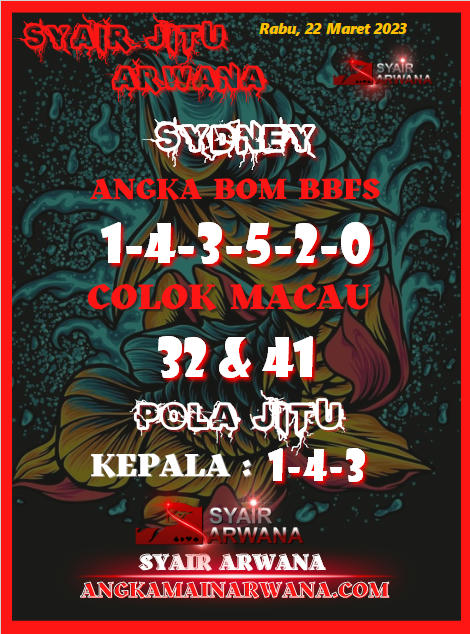 SYAIR JITU
ARWANA
Rabu, 22 Maret 2023
SYAIR
ARWANA
SYDNEY
ANGKA BOM BBFS
1-4-3-5-2-0
COLOK MACAU
32 & 41
POLA JITU
KEPALA : 1-4-3
SYAIR
ARWANA
SYAIR ARWANA
ANGKAMAINARWANA.COM